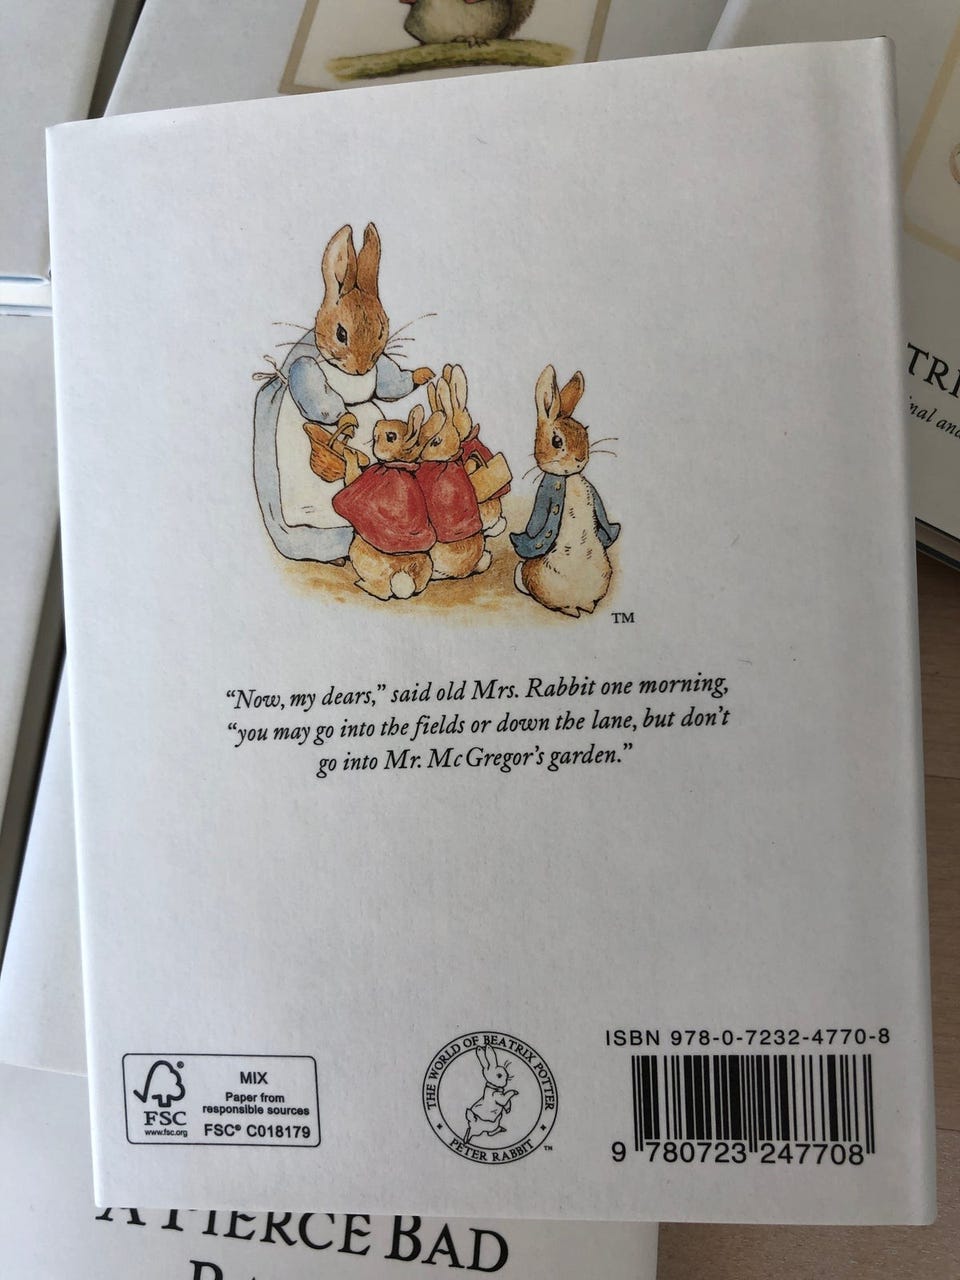 TM
“Now, my dears,” said old Mrs. Rabbit one morning,
“you may go into the fields or down the lane, but don’t
go into Mr. McGregor’s garden.”
FSC
www.fsc.org
MIX
Paper from
responsible sources
FSC® C018179
THE WORLD OF BEATRIX POTTER
PETER RABBIT
TM
ISBN 978-0-7232-4770-8
9 780723 247708
A FIERCE BAD